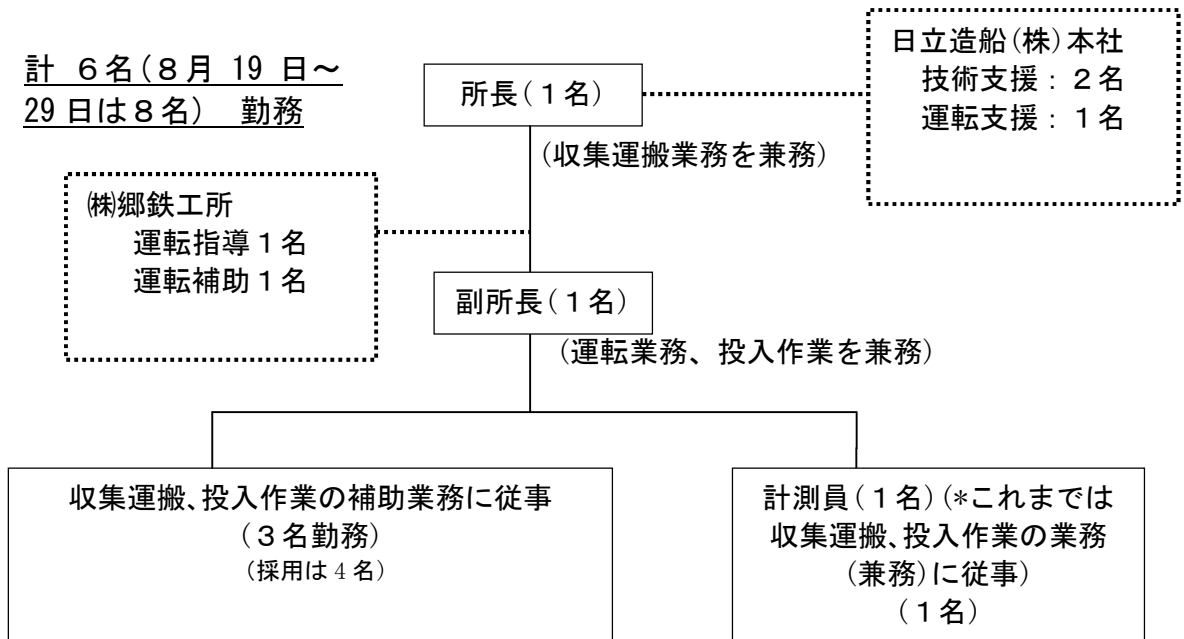 計 6名(8月 19 日～
29 日は8名) 勤務
所長(1名)
日立造船(株)本社
技術支援：2名
運転支援：1名
(収集運搬業務を兼務)
㈱郷鉄工所
運転指導1名
運転補助1名
副所長(1名)
(運転業務、投入作業を兼務)
収集運搬、投入作業の補助業務に従事
(3名勤務)
(採用は4名)
計測員(1名)(*これまでは
収集運搬、投入作業の業務
(兼務)に従事)
(1名)